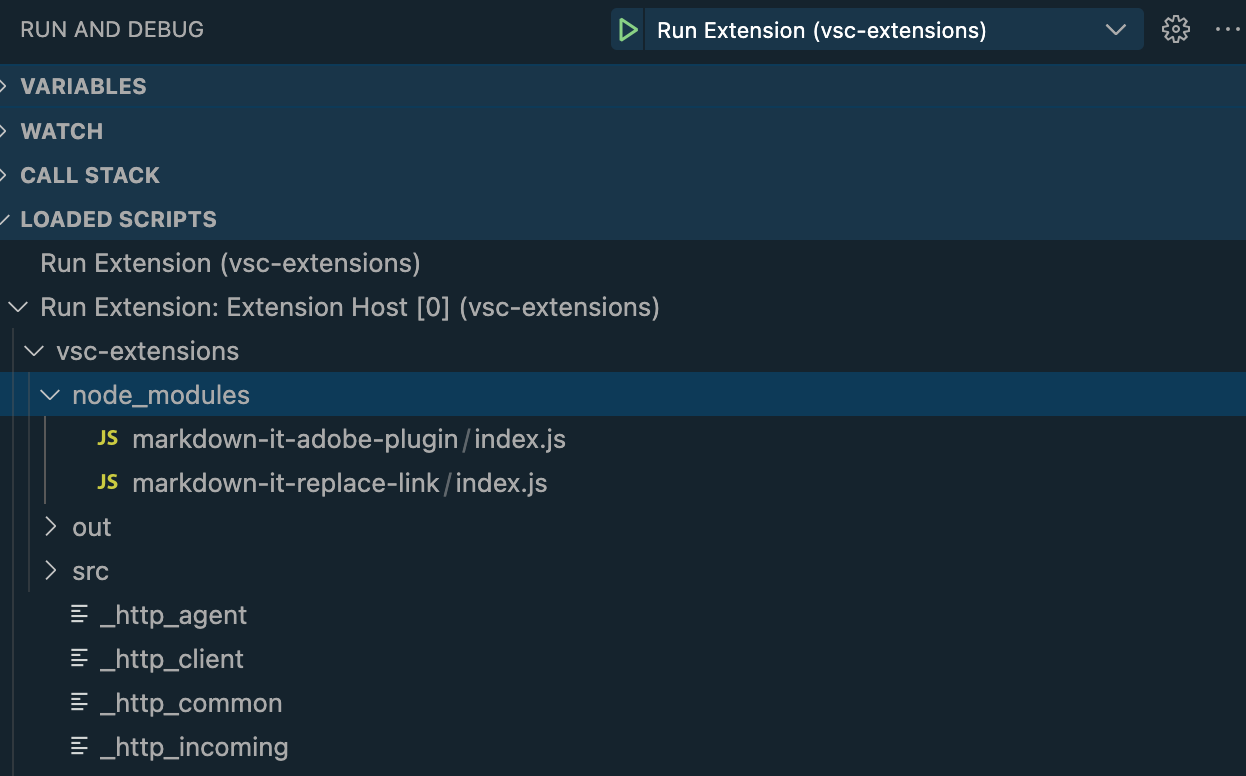 RUN AND DEBUG Run Extension (vsc-extensions)
VARIABLES
WATCH
CALL STACK
LOADED SCRIPTS
Run Extension (vsc-extensions)
Run Extension: Extension Host [0] (vsc-extensions)
vsc-extensions
node_modules
JS markdown-it-adobe-plugin/index.js
JS markdown-it-replace-link/index.js
out
src
_http_agent
_http_client
_http_common
_http_incoming